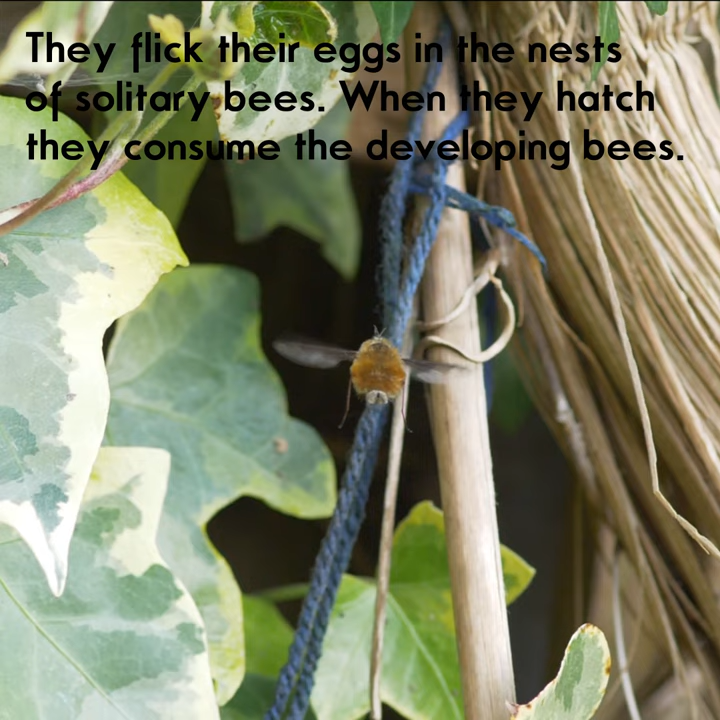 They flick their eggs in the nests
of solitary bees. When they hatch
they consume the developing bees.